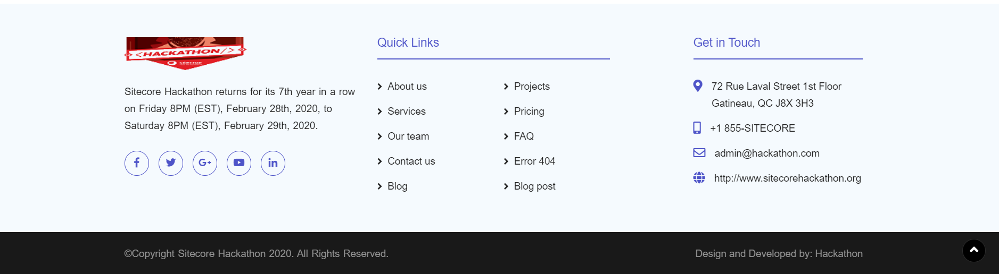 <HACKATHON/>
sitecore
Sitecore Hackathon returns for its 7th year in a row
on Friday 8PM (EST), February 28th, 2020, to
Saturday 8PM (EST), February 29th, 2020.
Quick Links
About us
Services
Our team
Contact us
Blog
Projects
Pricing
FAQ
Error 404
Blog post
Get in Touch
72 Rue Laval Street 1st Floor
Gatineau, QC J8X 3H3
+1 855-SITECORE
admin@hackathon.com
http://www.sitecorehackathon.org
©Copyright Sitecore Hackathon 2020. All Rights Reserved.
Design and Developed by: Hackathon